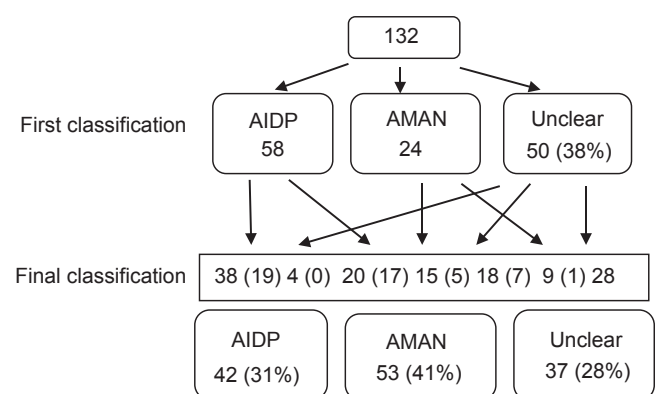 132
First classification
AIDP
58
AMAN
24
Unclear
50 (38%)
Final classification
38 (19) 4 (0) 20 (17) 15 (5) 18 (7) 9 (1) 28
AIDP
42 (31%)
AMAN
53 (41%)
Unclear
37 (28%)